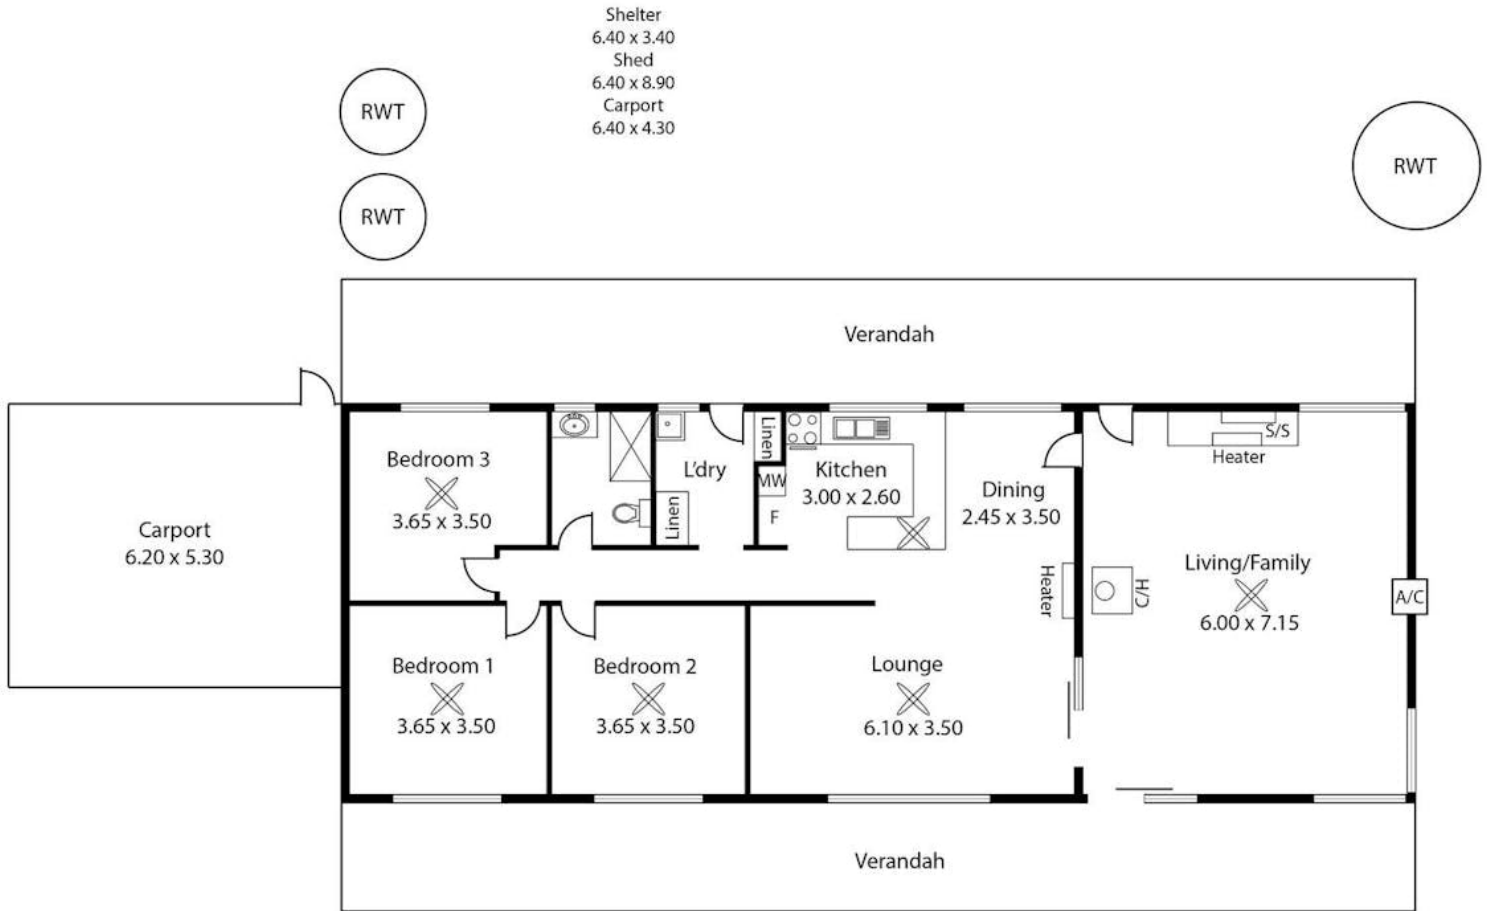 Shelter
6.40 x 3.40
Shed
6.40 x 8.90
Carport
6.40 x 4.30
RWT
RWT
RWT
Verandah
Carport
6.20 x 5.30
Bedroom 3
3.65 x 3.50
L'dry
Linen
Linen
MW
F
Kitchen
3.00 x 2.60
Dining
2.45 x 3.50
S/S
Heater
Heater
C/H
Living/Family
6.00 x 7.15
A/C
Bedroom 1
3.65 x 3.50
Bedroom 2
3.65 x 3.50
Lounge
6.10 x 3.50
Verandah